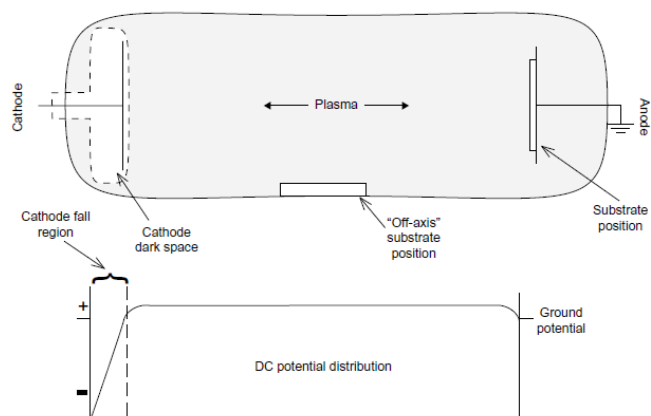 Cathode
Plasma
Anode
"Off-axis"
substrate
position
Substrate
position
Cathode fall
region
Cathode
dark space
+
-
Ground
potential
DC potential distribution